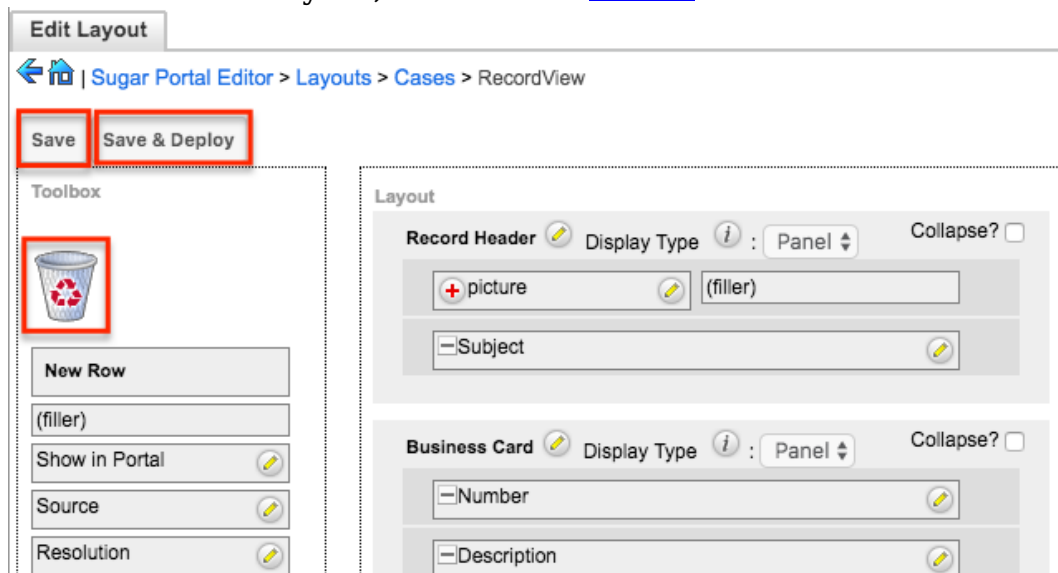 Edit Layout
| Sugar Portal Editor > Layouts > Cases > RecordView
Save Save & Deploy
Toolbox
New Row
(filler)
Show in Portal
Source
Resolution
Layout
Record Header Display Type i : Panel Collapse?
picture (filler)
Subject
Business Card Display Type i : Panel Collapse?
Number
Description